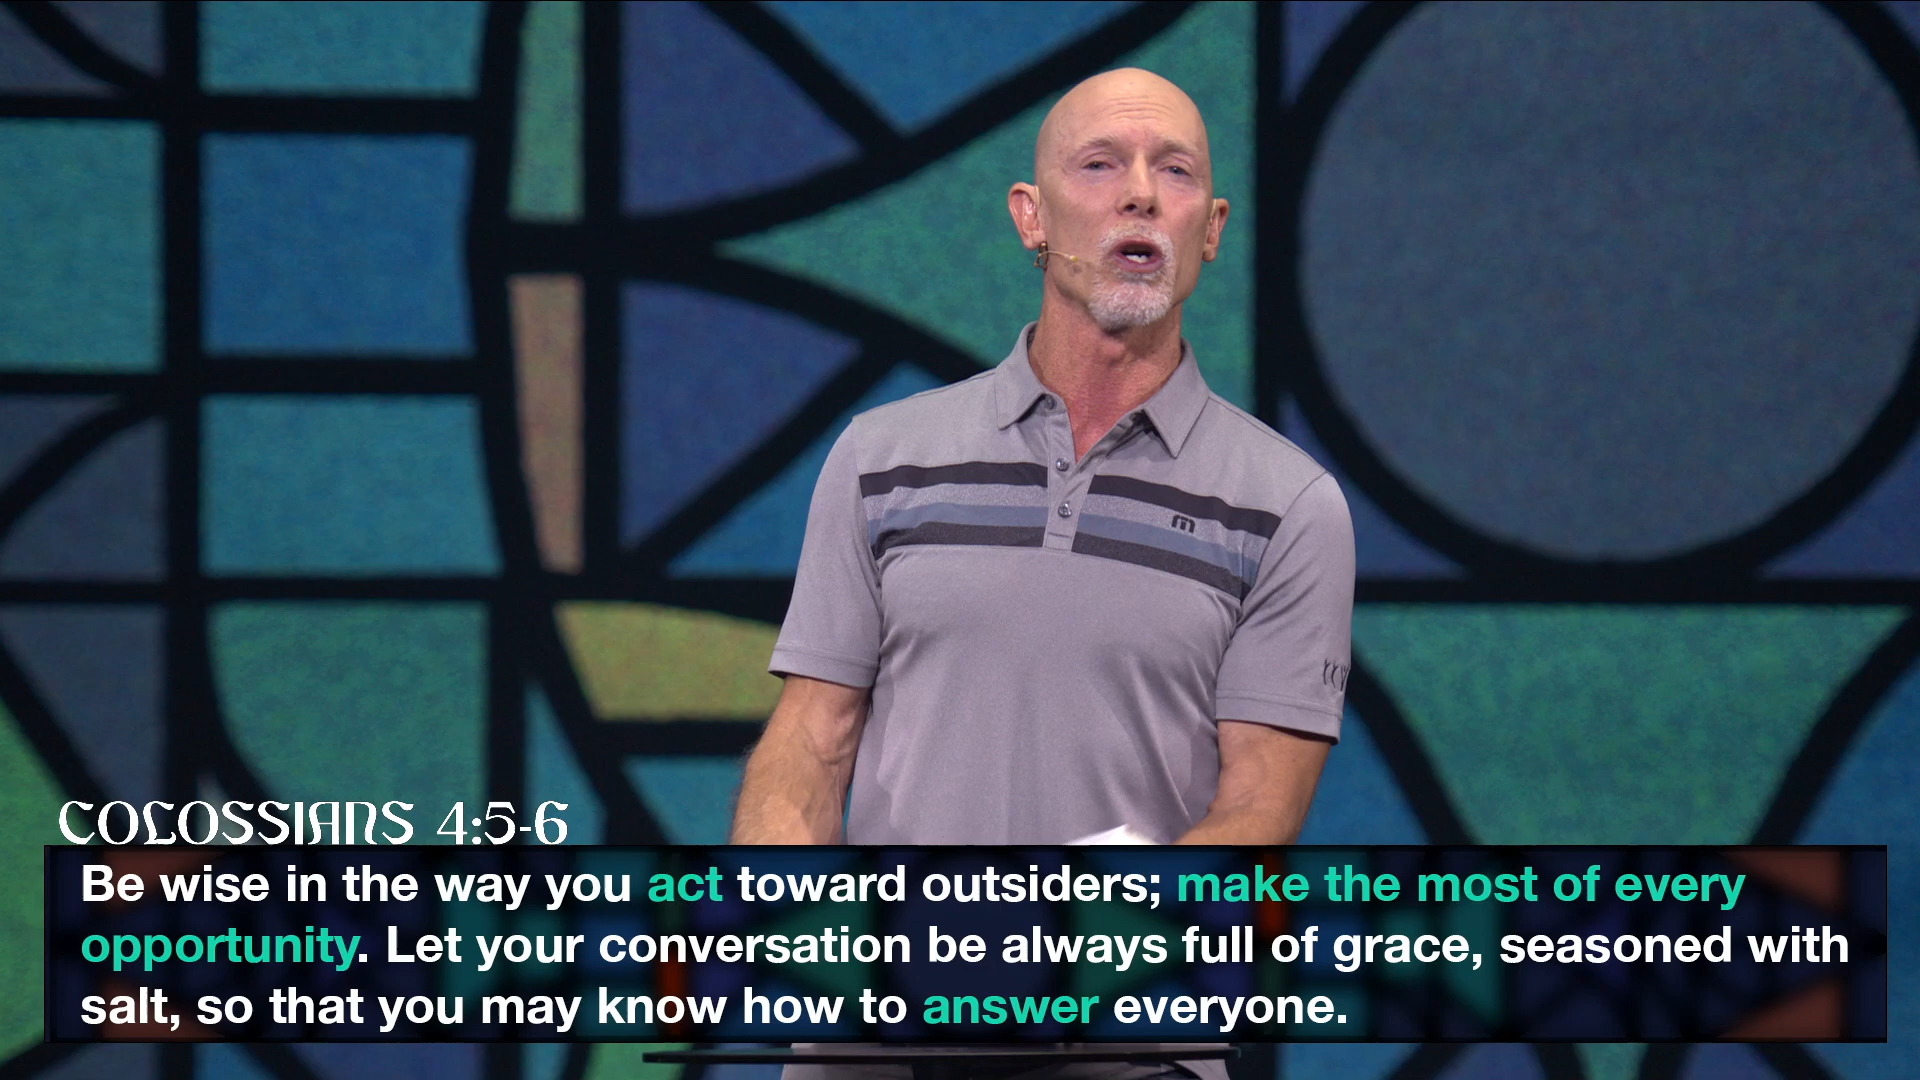 COLOSSIANS 4:5-6
Be wise in the way you act toward outsiders; make the most of every
opportunity. Let your conversation be always full of grace, seasoned with
salt, so that you may know how to answer everyone.